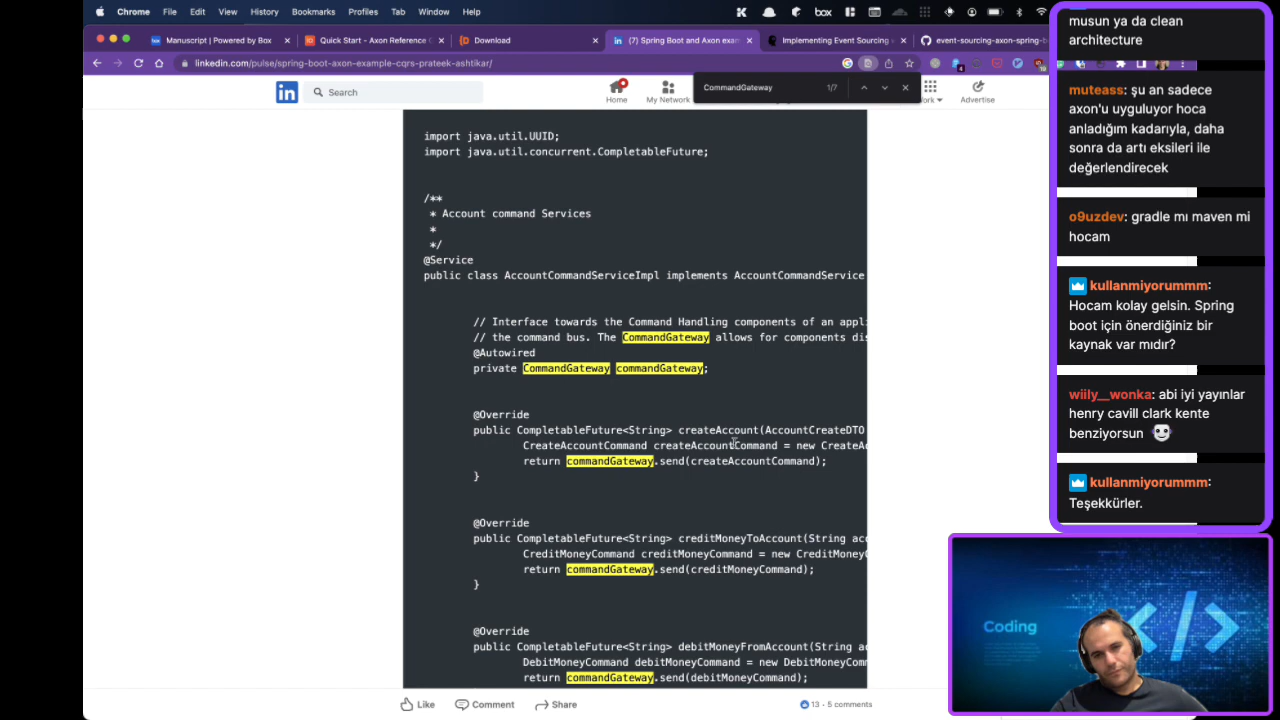 Chrome File Edit View History Bookmarks Profiles Tab Window Help
box
Manuscript | Powered by Box
Quick Start - Axon Reference G
Download
(7) Spring Boot and Axon exam
Implementing Event Sourcing w
event-sourcing-axon-spring-b
linkedin.com/pulse/spring-boot-axon-example-cqrs-prateek-ashtikar/
Search
Home
My Network
CommandGateway 1/7
Advertise
import java.util.UUID;
import java.util.concurrent.CompletableFuture;
/**
* Account command Services
*
*/
@Service
public class AccountCommandServiceImpl implements AccountCommandService
// Interface towards the Command Handling components of an appli
// the command bus. The CommandGateway allows for components dis
@Autowired
private CommandGateway commandGateway;
@Override
public CompletableFuture<String> createAccount(AccountCreateDTO
CreateAccountCommand createAccountCommand = new CreateAc
return commandGateway.send(createAccountCommand);
}
@Override
public CompletableFuture<String> creditMoneyToAccount(String acc
CreditMoneyCommand creditMoneyCommand = new CreditMoneyC
return commandGateway.send(creditMoneyCommand);
}
@Override
public CompletableFuture<String> debitMoneyFromAccount(String ac
DebitMoneyCommand debitMoneyCommand = new DebitMoneyComm
return commandGateway.send(debitMoneyCommand);
Like
Comment
Share
13 · 5 comments
musun ya da clean
architecture
muteass: şu an sadece
axon'u uyguluyor hoca
anladığım kadarıyla, daha
sonra da artı eksileri ile
değerlendirecek
o9uzdev: gradle mı maven mi
hocam
kullanmiyorummm:
Hocam kolay gelsin. Spring
boot için önerdiğiniz bir
kaynak var mıdır?
wiily__wonka: abi iyi yayınlar
henry cavill clark kente
benziyorsun
kullanmiyorummm:
Teşekkürler.
Coding